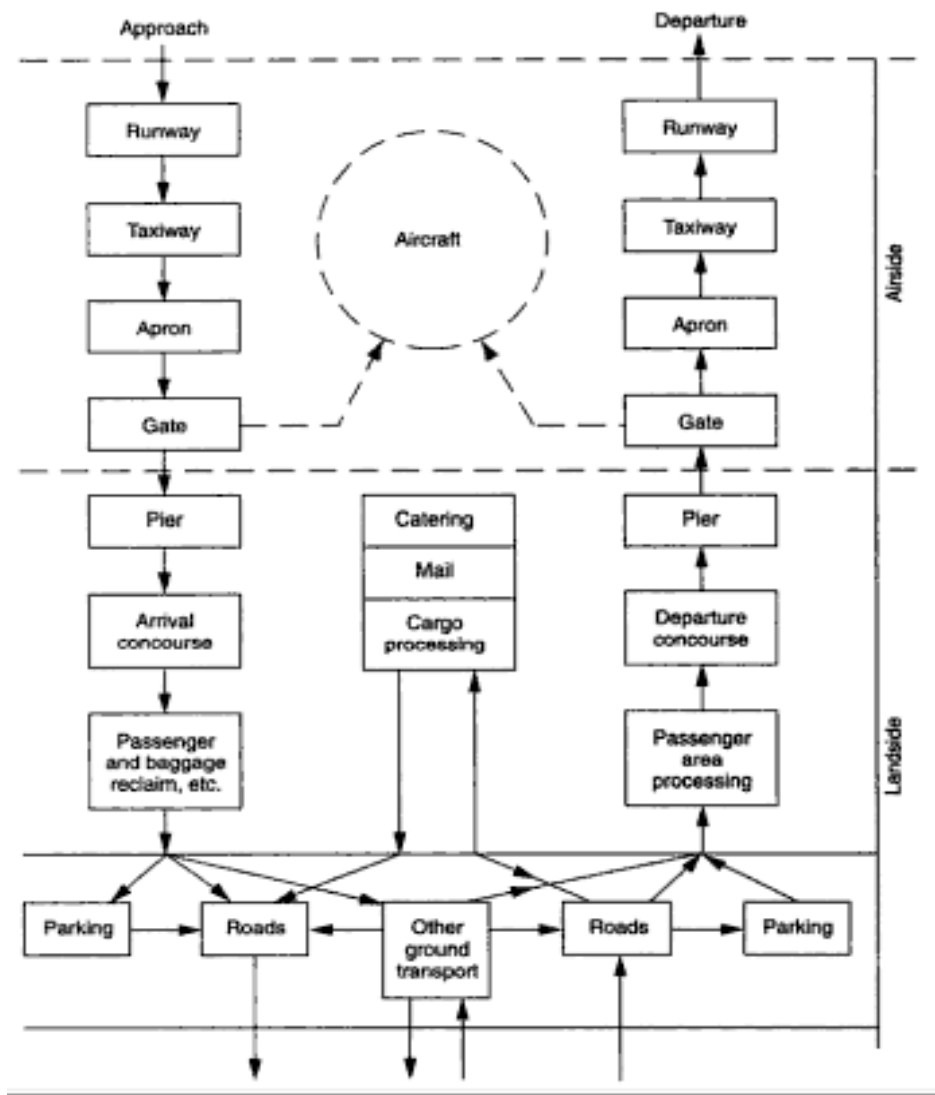 Approach
Departure
Runway
Runway
Taxiway
Aircraft
Taxiway
Airside
Apron
Apron
Gate
Gate
Pier
Catering
Pier
Mail
Arrival
concourse
Cargo
processing
Departure
concourse
Passenger
and baggage
reclaim, etc.
Passenger
area
processing
Landside
Parking
Roads
Other
ground
transport
Roads
Parking